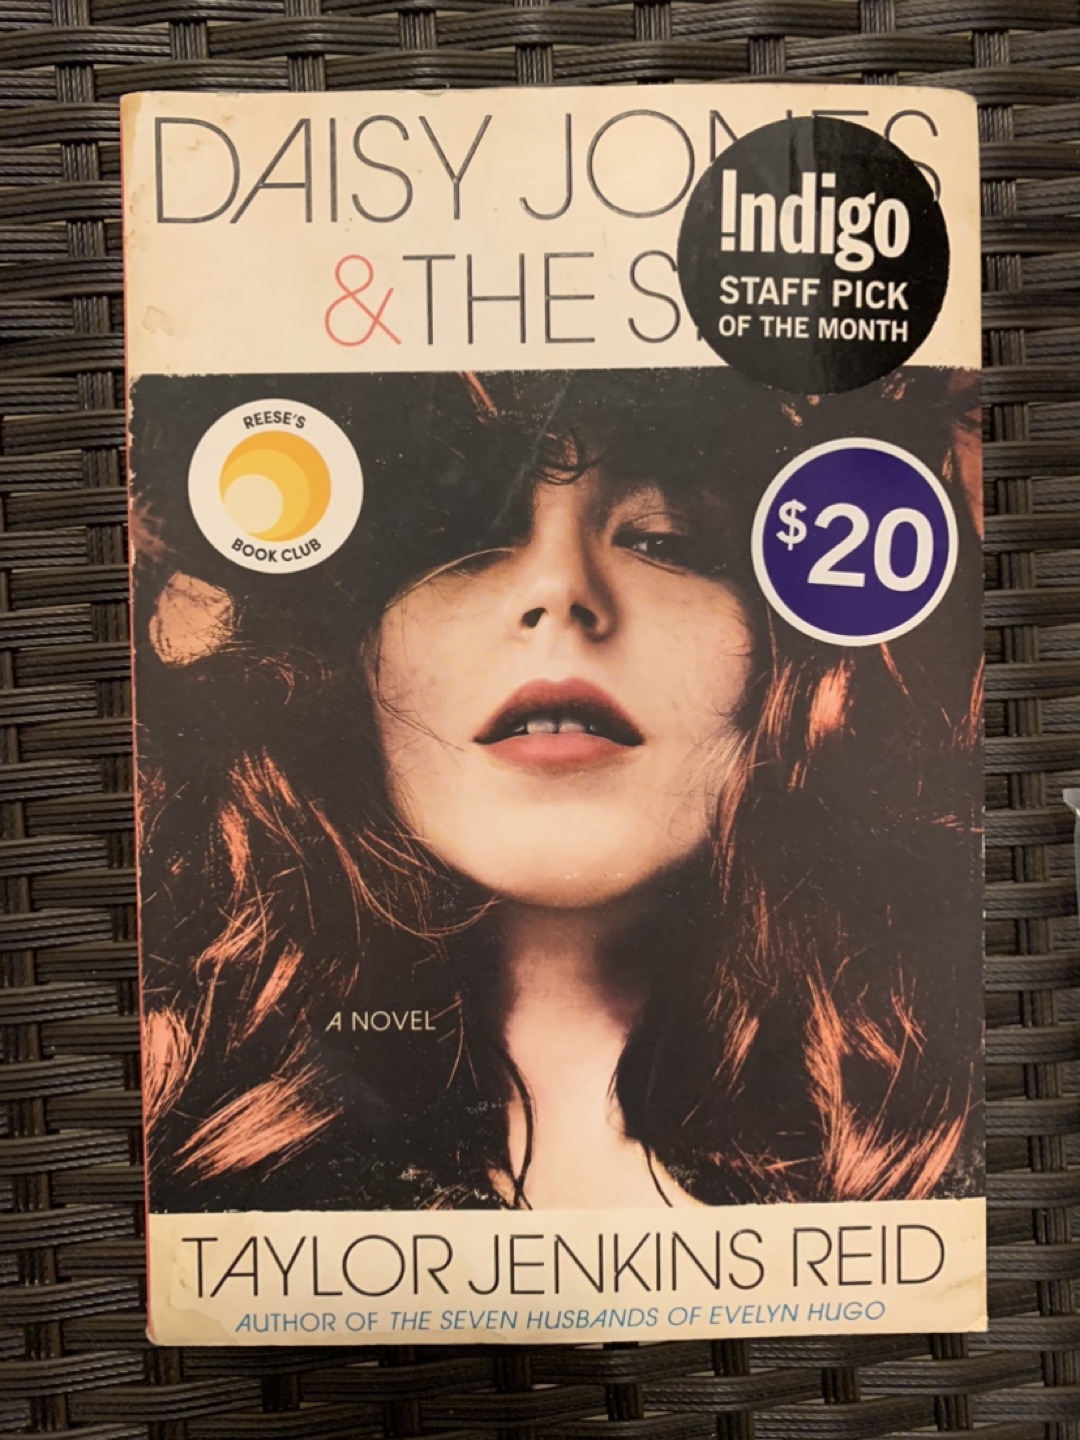 DAISY JONES
&THE S
!ndigo
STAFF PICK
OF THE MONTH
REESE'S
BOOK CLUB
$20
A NOVEL
TAYLOR JENKINS REID
AUTHOR OF THE SEVEN HUSBANDS OF EVELYN HUGO